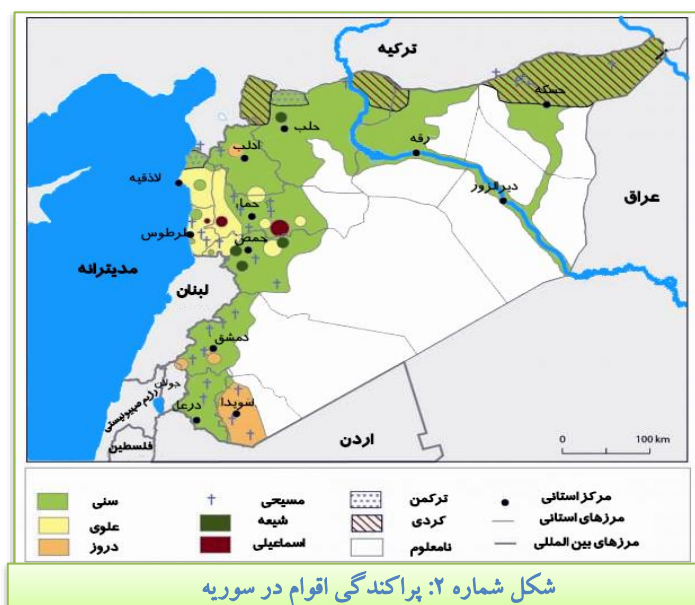 ترکیه
حسکه
حلب
ادلب
رقه
لاذقیه
دیرالزور
عراق
حماه
طرطوس
حمص
مدیترانه
لبنان
دمشق
جولان
رژیم صهیونیستی
سویدا
درعا
فلسطین
اردن
0 100 km
سنی مسیحی ترکمن مرکز استانی
علوی شیعه کردی مرزهای استانی
دروز اسماعیلی نامعلوم مرزهای بین المللی
شکل شماره ۲: پراکندگی اقوام در سوریه